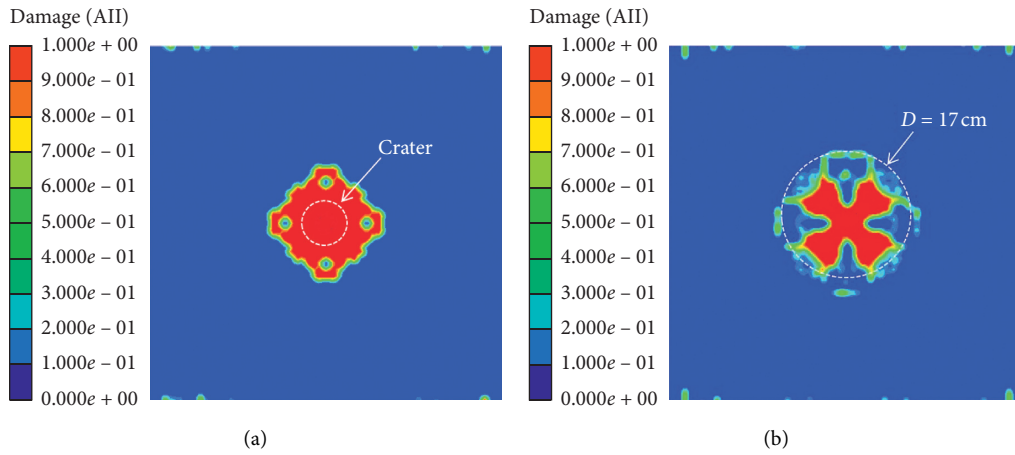 Damage (AII)
1.000e + 00
9.000e – 01
8.000e – 01
7.000e – 01
6.000e – 01
5.000e – 01
4.000e – 01
3.000e – 01
2.000e – 01
1.000e – 01
0.000e + 00
Crater
(a)
Damage (AII)
1.000e + 00
9.000e – 01
8.000e – 01
7.000e – 01
6.000e – 01
5.000e – 01
4.000e – 01
3.000e – 01
2.000e – 01
1.000e – 01
0.000e + 00
D = 17 cm
(b)